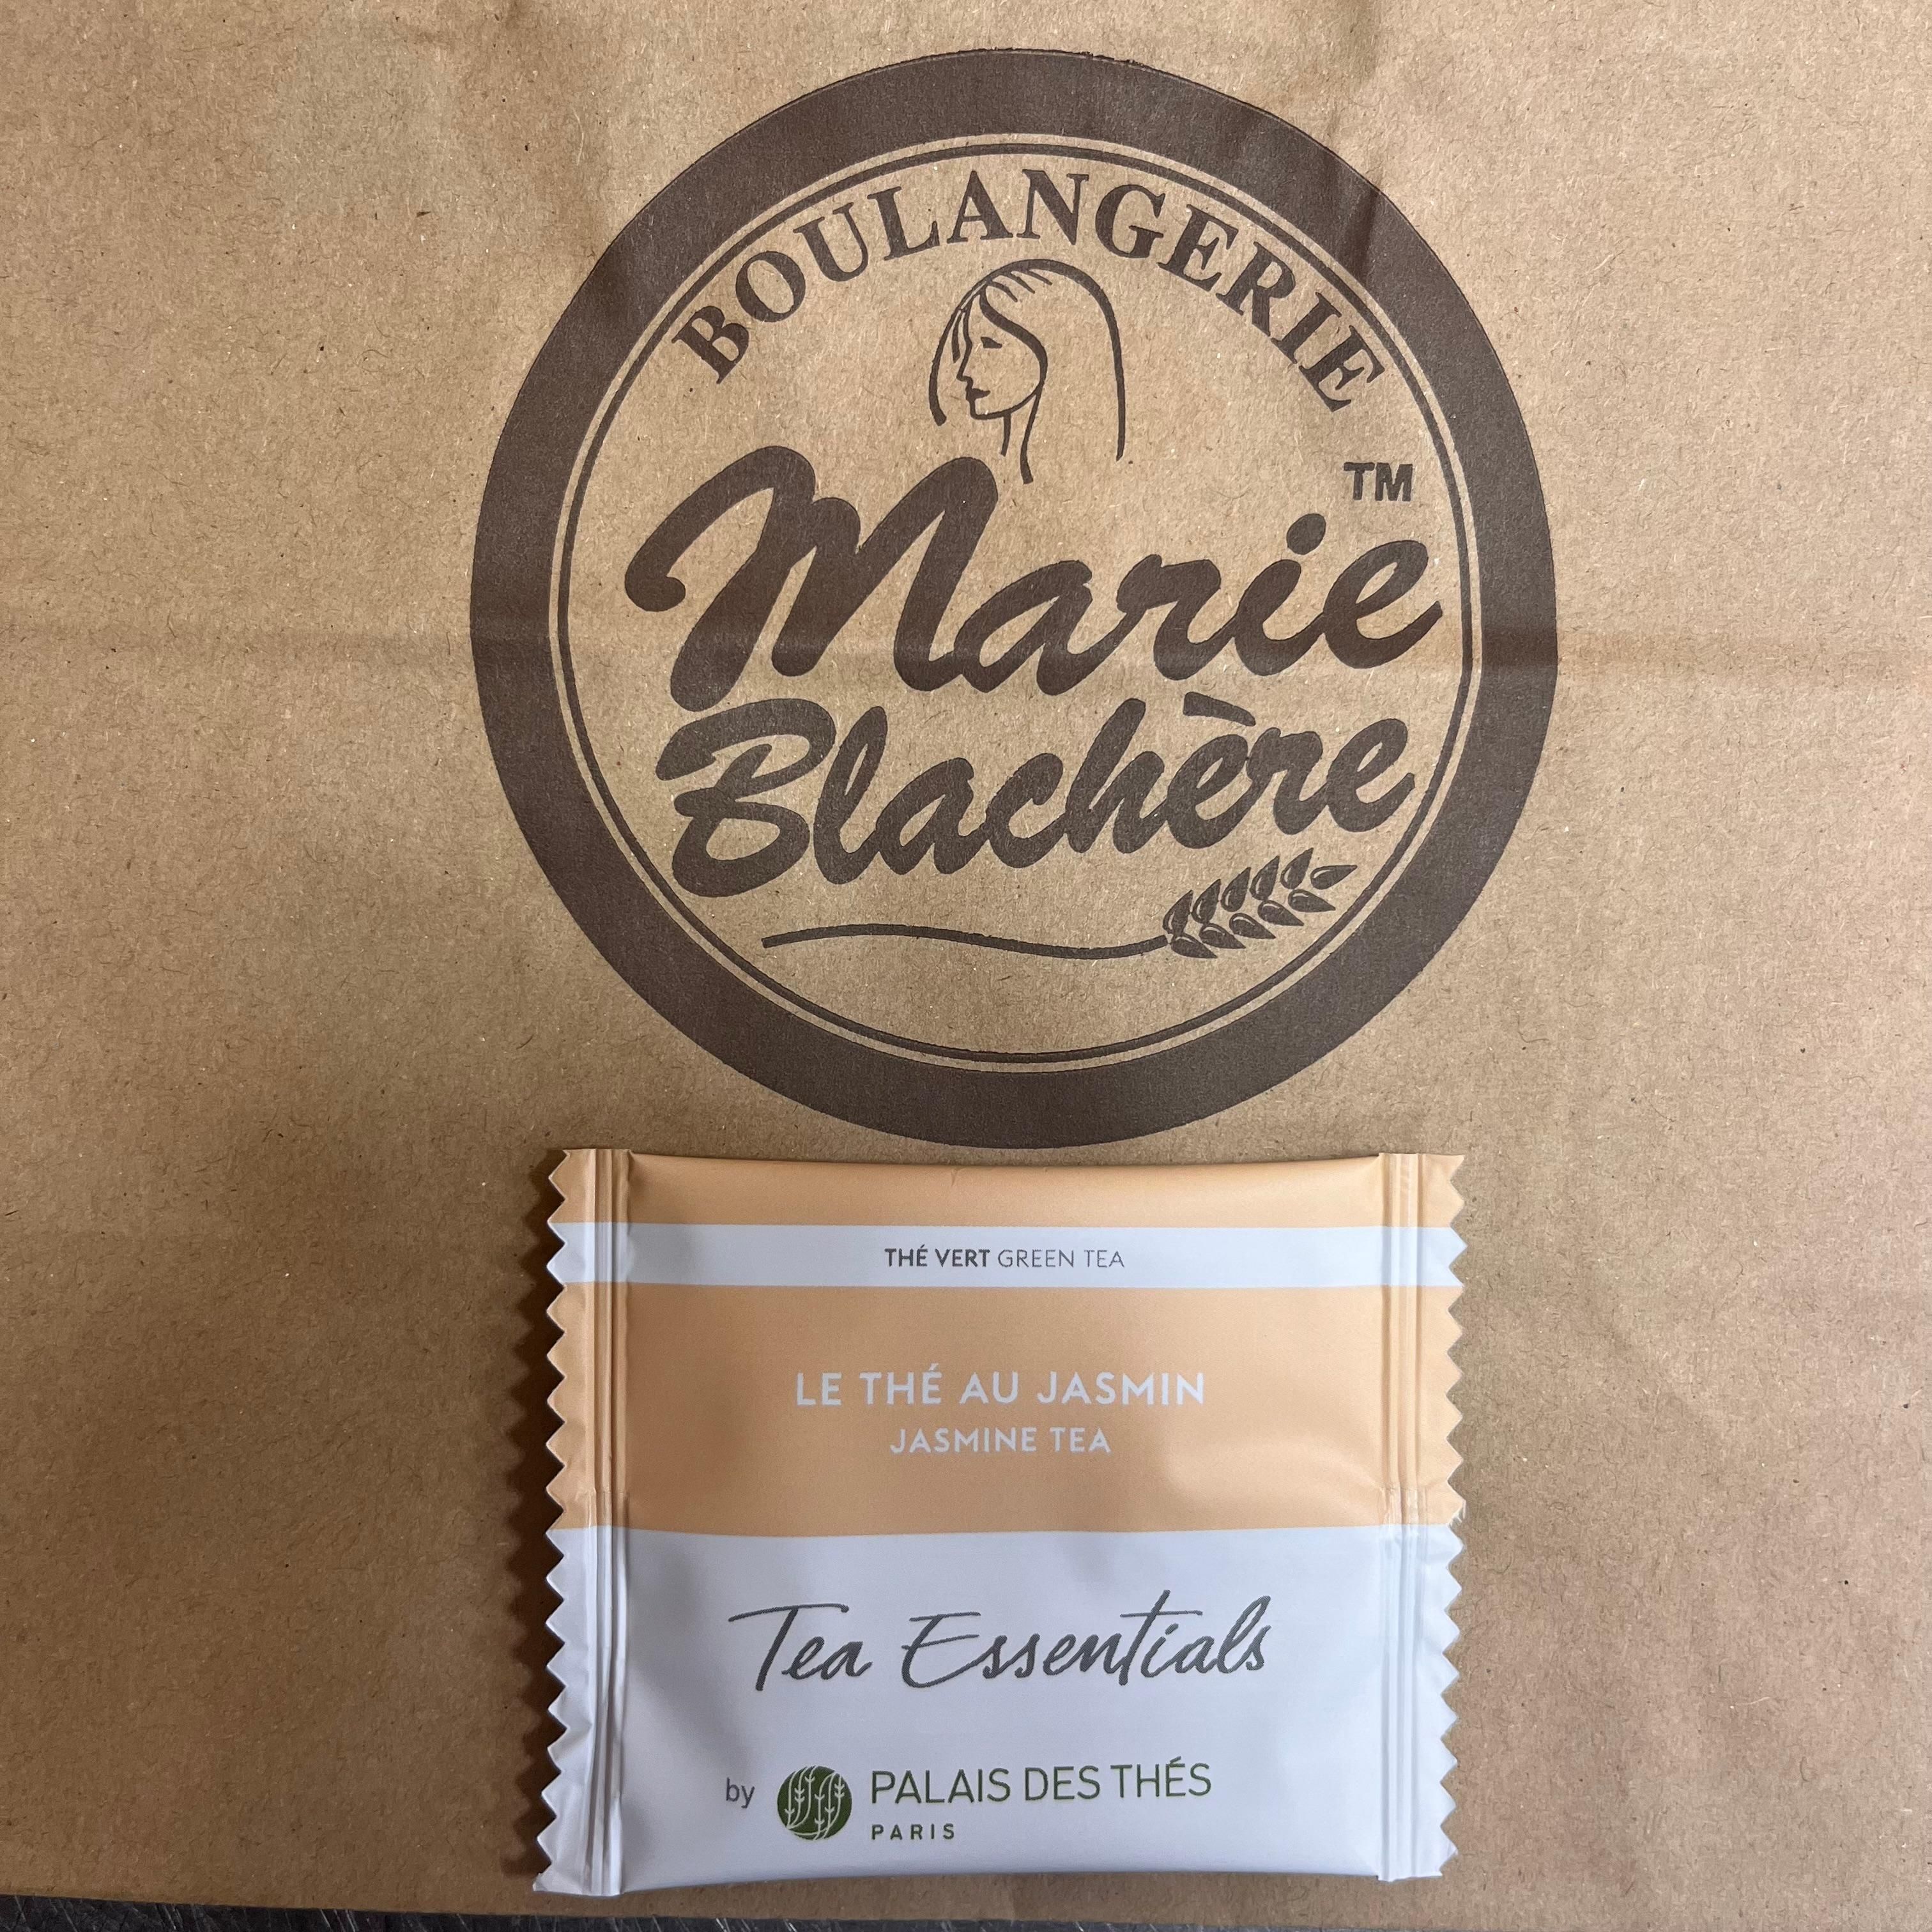 BOULANGERIE
TM
Marie
Blachère
THÉ VERT GREEN TEA
LE THÉ AU JASMIN
JASMINE TEA
Tea Essentials
by PALAIS DES THÉS
PARIS